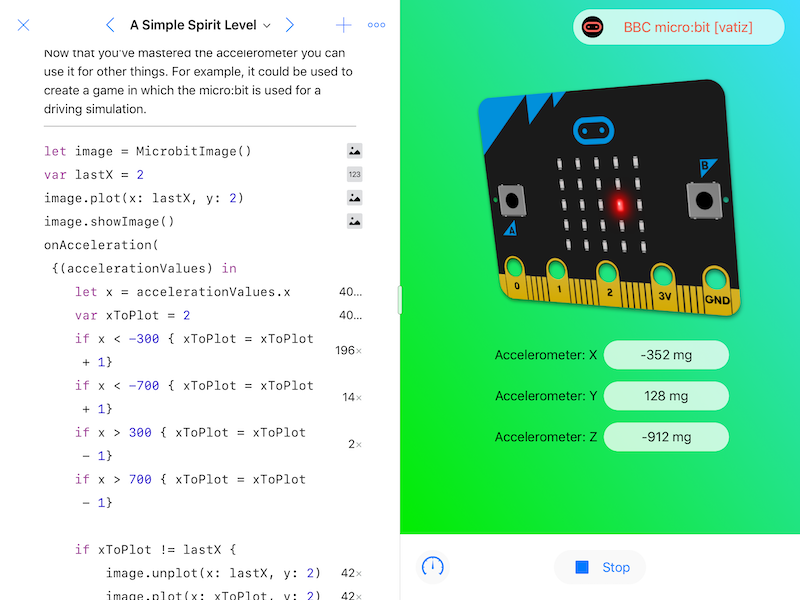 A Simple Spirit Level
Now that you've mastered the accelerometer you can
use it for other things. For example, it could be used to
create a game in which the micro:bit is used for a
driving simulation.
let image = MicrobitImage()
var lastX = 2
123
image.plot(x: lastX, y: 2)
image.showImage()
onAcceleration(
{(accelerationValues) in
let x = accelerationValues.x
40...
var xToPlot = 2
40...
if x < -300 { xToPlot = xToPlot
+ 1}
196×
if x < -700 { xToPlot = xToPlot
+ 1}
14×
if x > 300 { xToPlot = xToPlot
- 1}
2×
if x > 700 { xToPlot = xToPlot
- 1}
if xToPlot != lastX {
image.unplot(x: lastX, y: 2)
42×
image.plot(x: xToPlot, y: 2)
42×
BBC micro:bit [vatiz]
B
A
0
1
2
3V
GND
Accelerometer: X
-352 mg
Accelerometer: Y
128 mg
Accelerometer: Z
-912 mg
Stop